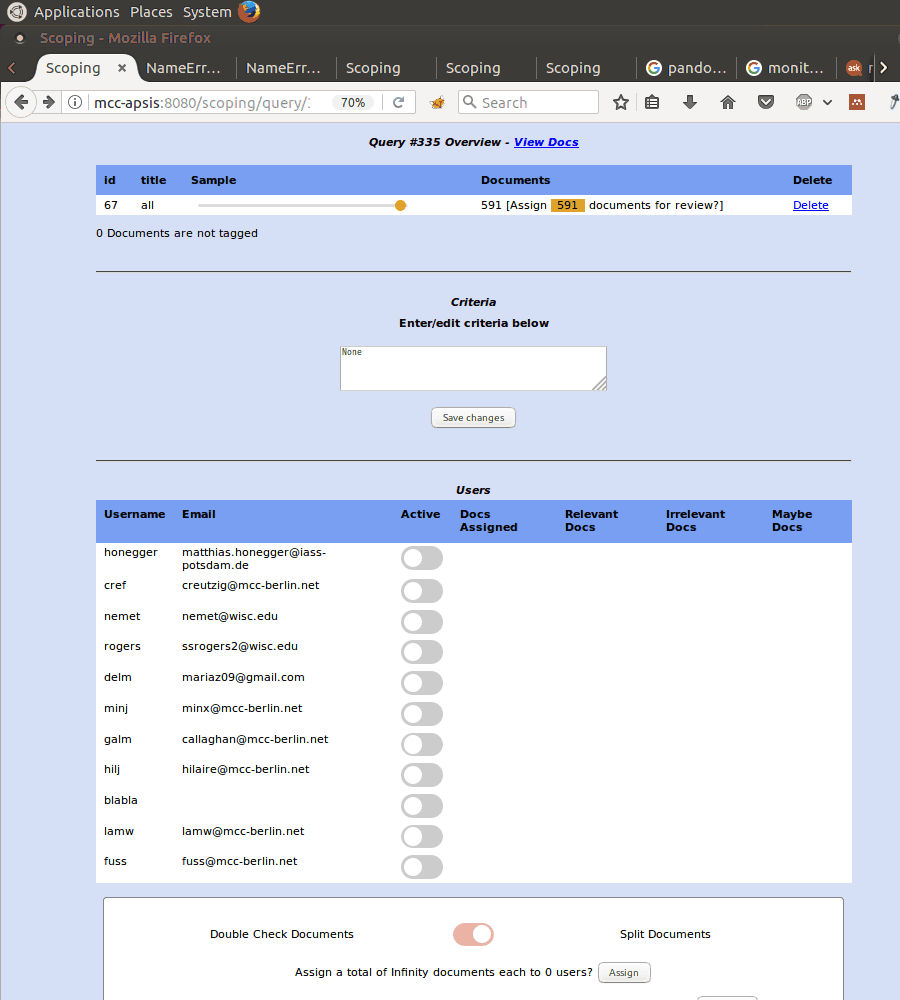 Applications Places System
Scoping - Mozilla Firefox
Scoping × NameErr... NameErr... Scoping Scoping Scoping pando... monit... ask
mcc-apsis:8080/scoping/query/ 70% Search ABP
Query #335 Overview - View Docs
id title Sample Documents Delete
67 all 591 [Assign 591 documents for review?] Delete
0 Documents are not tagged
Criteria
Enter/edit criteria below
None
Save changes
Users
Username Email Active Docs Assigned Relevant Docs Irrelevant Docs Maybe Docs
honegger matthias.honegger@iass-
potsdam.de
cref creutzig@mcc-berlin.net
nemet nemet@wisc.edu
rogers ssrogers2@wisc.edu
delm mariaz09@gmail.com
minj minx@mcc-berlin.net
galm callaghan@mcc-berlin.net
hilj hilaire@mcc-berlin.net
blabla
lamw lamw@mcc-berlin.net
fuss fuss@mcc-berlin.net
Double Check Documents Split Documents
Assign a total of Infinity documents each to 0 users? Assign